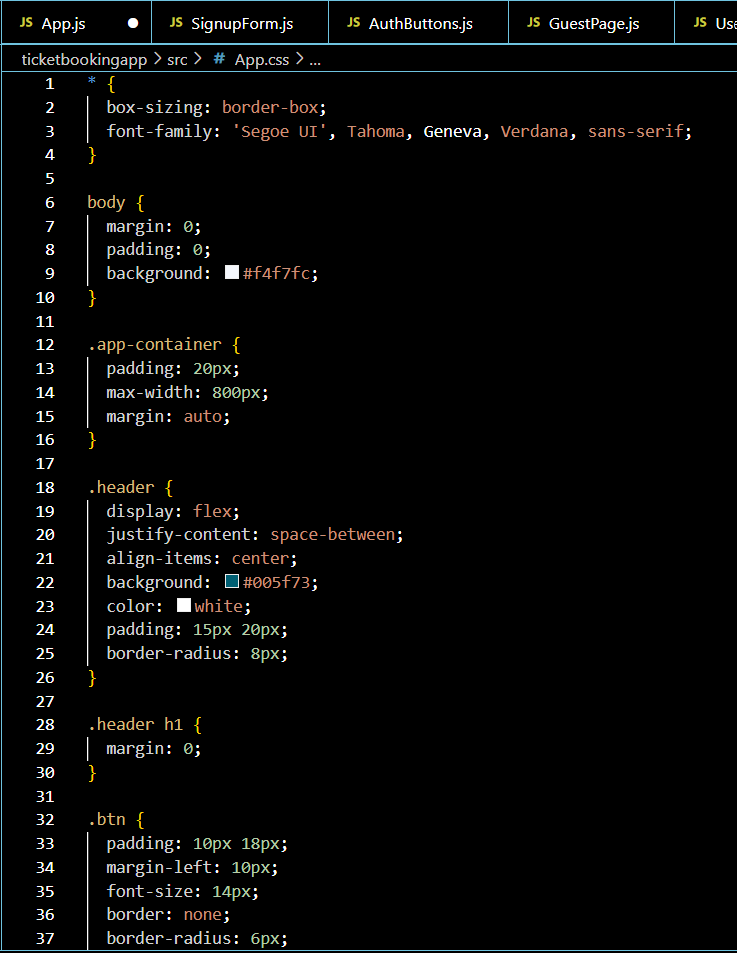 JS App.js ● JS SignupForm.js JS AuthButtons.js JS GuestPage.js JS
ticketbookingapp > src > # App.css > ...
1 * {
2 box-sizing: border-box;
3 font-family: 'Segoe UI', Tahoma, Geneva, Verdana, sans-serif;
4 }
5
6 body {
7 margin: 0;
8 padding: 0;
9 background: #f4f7fc;
10 }
11
12 .app-container {
13 padding: 20px;
14 max-width: 800px;
15 margin: auto;
16 }
17
18 .header {
19 display: flex;
20 justify-content: space-between;
21 align-items: center;
22 background: #005f73;
23 color: white;
24 padding: 15px 20px;
25 border-radius: 8px;
26 }
27
28 .header h1 {
29 margin: 0;
30 }
31
32 .btn {
33 padding: 10px 18px;
34 margin-left: 10px;
35 font-size: 14px;
36 border: none;
37 border-radius: 6px;